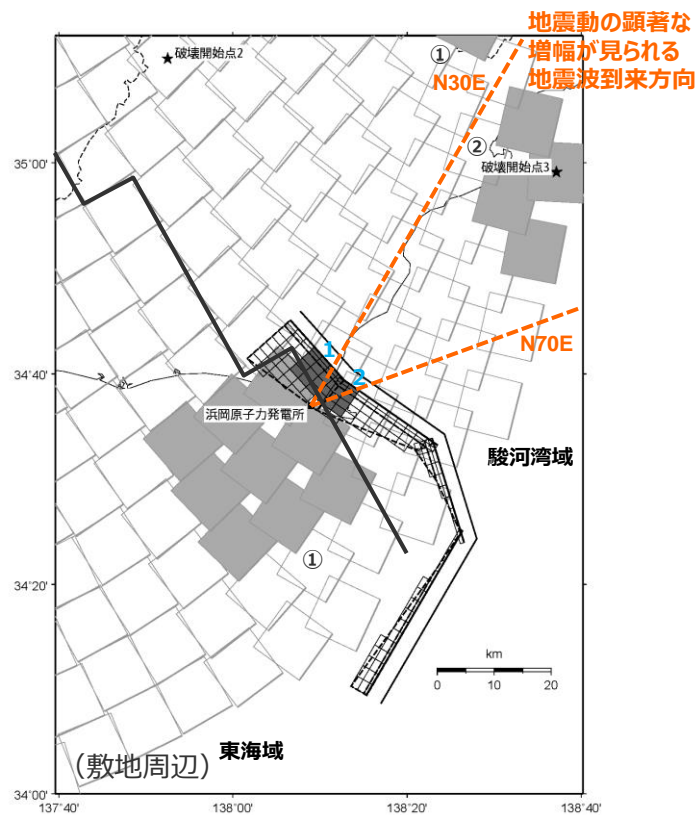 地震動の顕著な
増幅が見られる
地震波到来方向
①
★破壊開始点2
N30E
②
破壊開始点3
★
35°00'
N70E
1
2
34°40'
浜岡原子力発電所
駿河湾域
①
34°20'
km
0 10 20
東海域
(敷地周辺)
34°00'
137°40' 138°00' 138°20' 138°40'